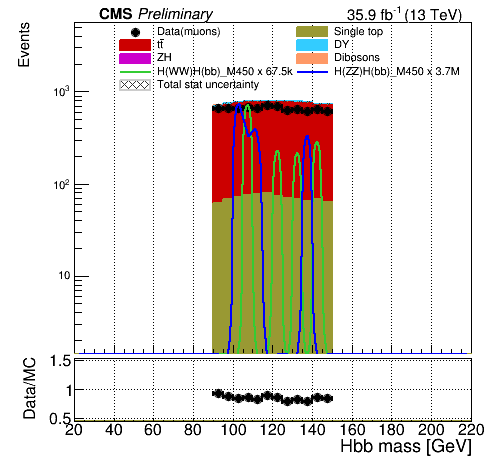 CMS Preliminary 35.9 fb⁻¹ (13 TeV)
Data(muons) Single top
tt̄ DY
ZH Dibosons
H(WW)H(bb)_M450 x 67.5k H(ZZ)H(bb)_M450 x 3.7M
Total stat uncertainty
Events
10³
10²
10
Data/MC
1.5
1
0.5
20 40 60 80 100 120 140 160 180 200 220
Hbb mass [GeV]